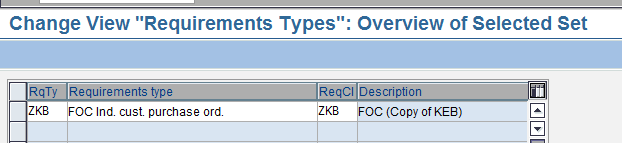 Change View "Requirements Types": Overview of Selected Set
RqTy Requirements type ReqCl Description
ZKB FOC Ind. cust. purchase ord. ZKB FOC (Copy of KEB)